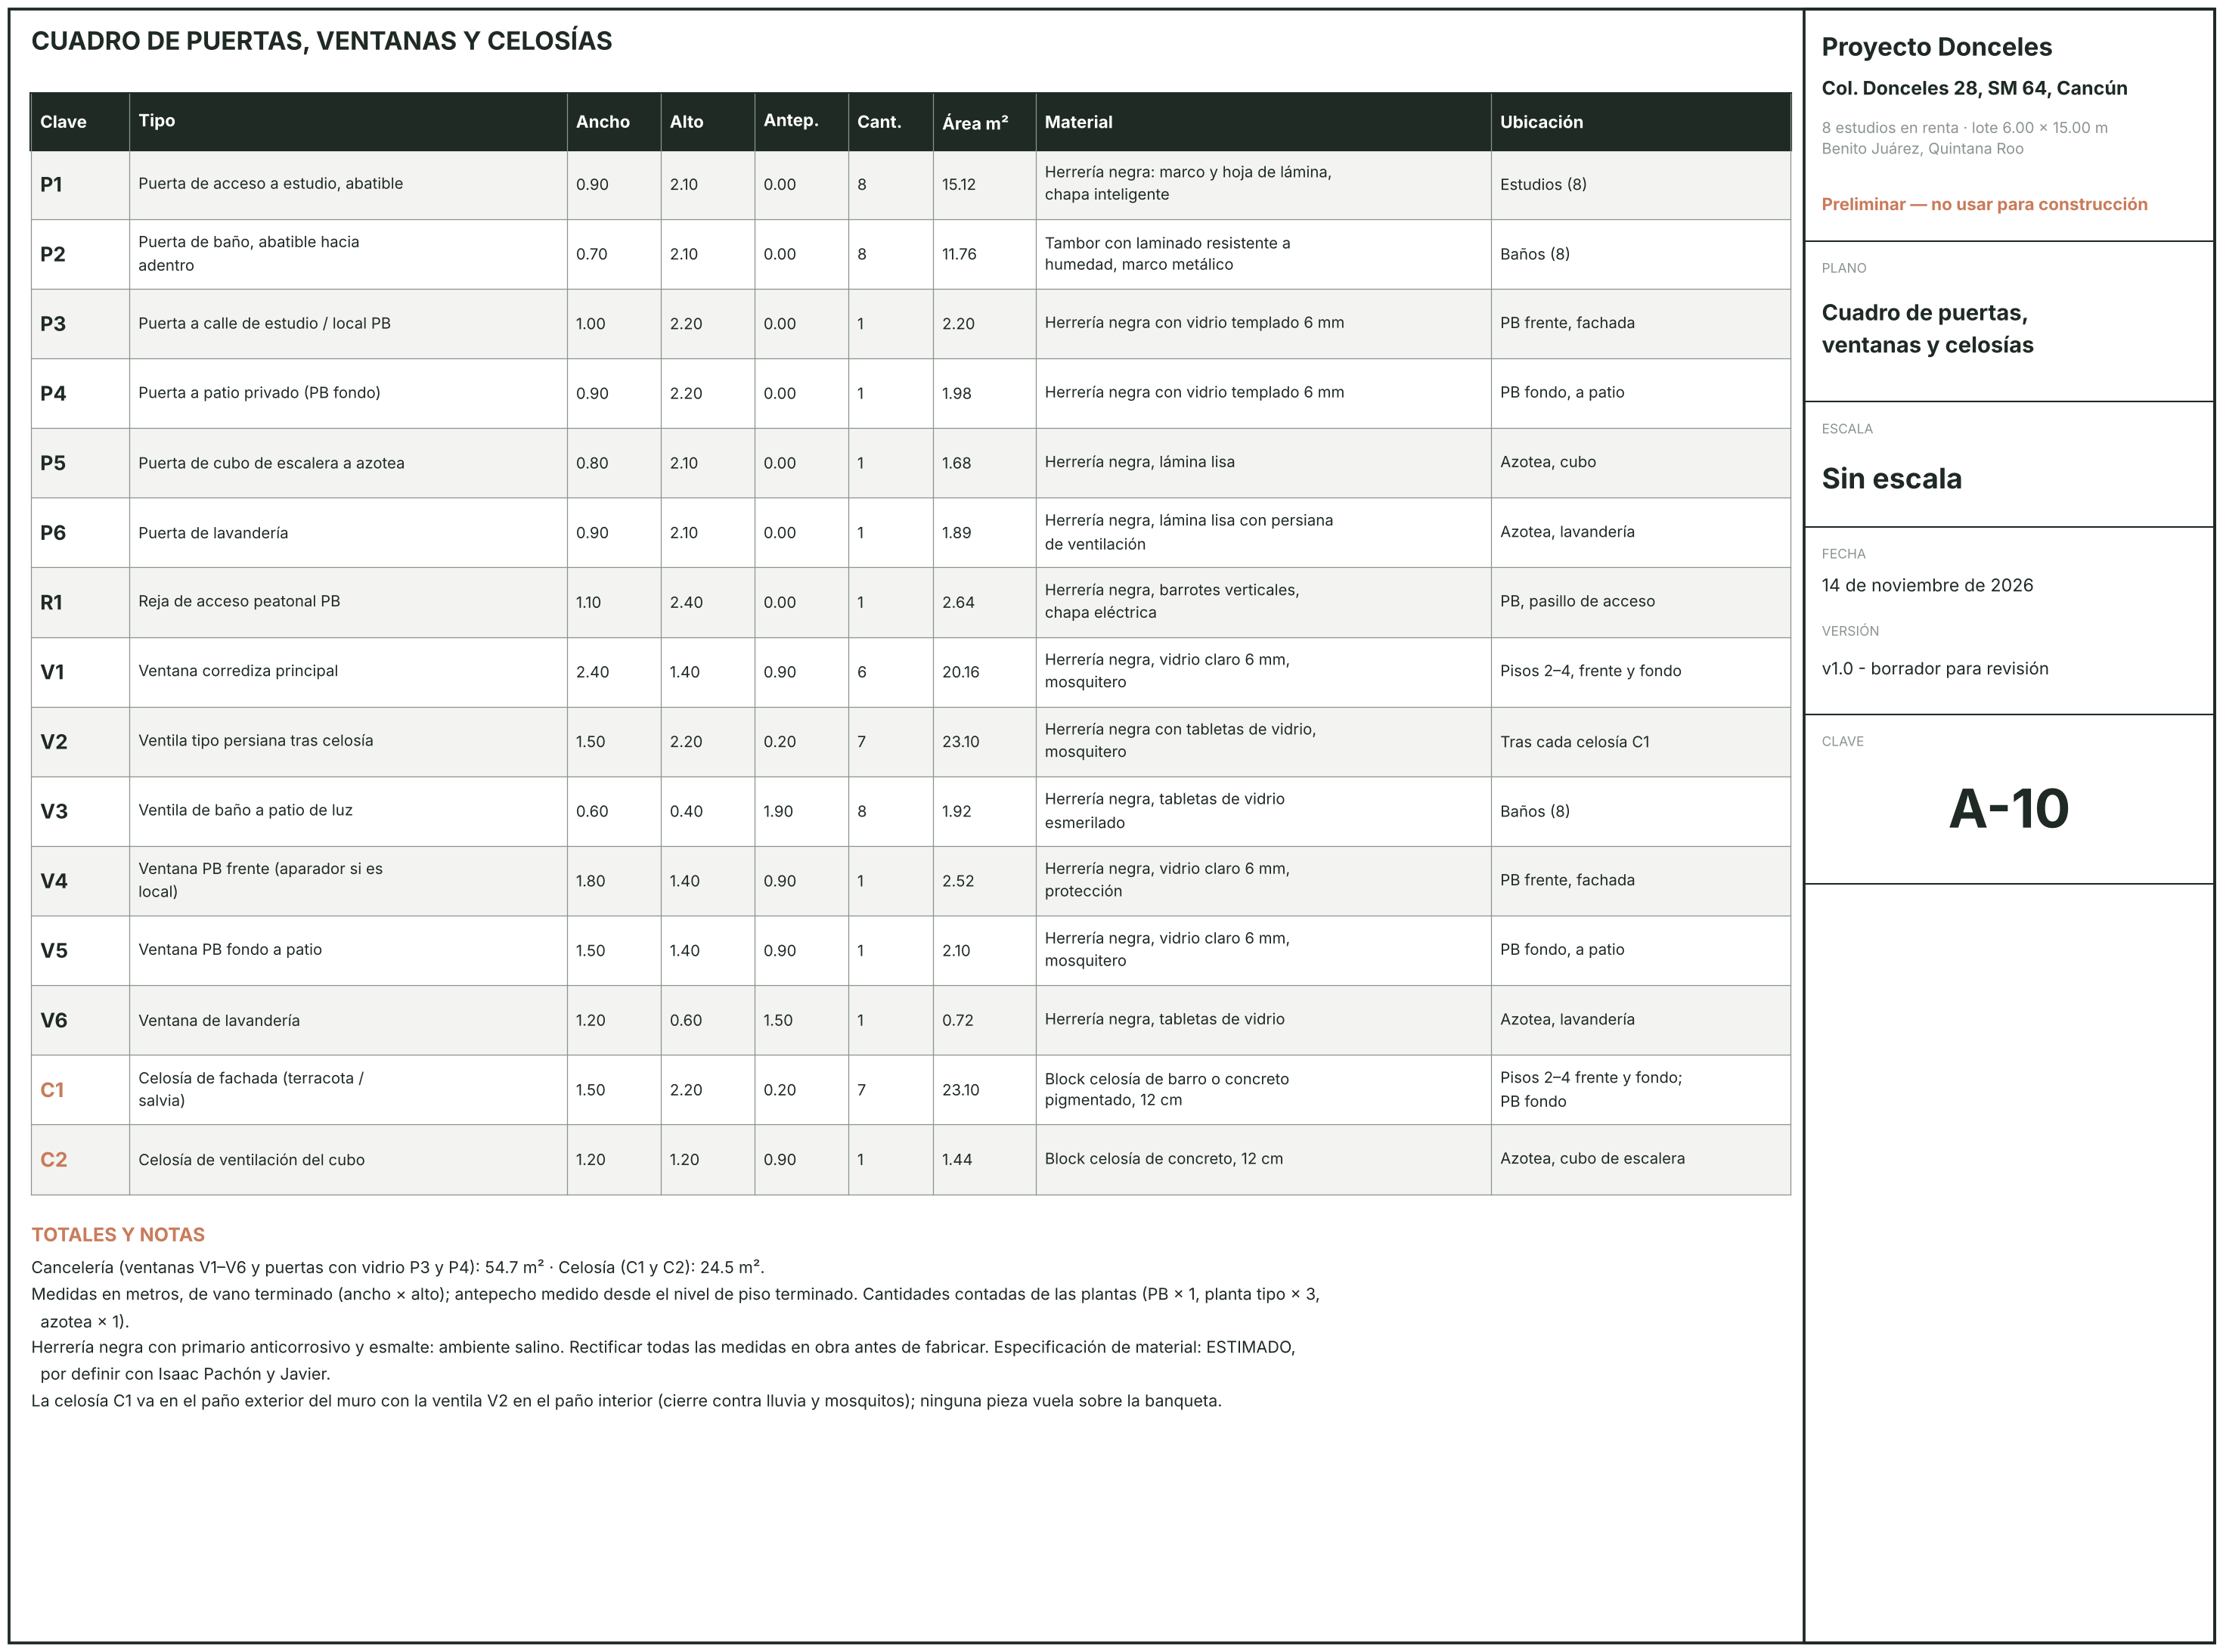 CUADRO DE PUERTAS, VENTANAS Y CELOSÍAS
Clave Tipo Ancho Alto Antep. Cant. Área m² Material Ubicación
P1 Puerta de acceso a estudio, abatible 0.90 2.10 0.00 8 15.12 Herrería negra: marco y hoja de lámina, Estudios (8)
chapa inteligente
P2 Puerta de baño, abatible hacia 0.70 2.10 0.00 8 11.76 Tambor con laminado resistente a Baños (8)
adentro humedad, marco metálico
P3 Puerta a calle de estudio / local PB 1.00 2.20 0.00 1 2.20 Herrería negra con vidrio templado 6 mm PB frente, fachada
P4 Puerta a patio privado (PB fondo) 0.90 2.20 0.00 1 1.98 Herrería negra con vidrio templado 6 mm PB fondo, a patio
P5 Puerta de cubo de escalera a azotea 0.80 2.10 0.00 1 1.68 Herrería negra, lámina lisa Azotea, cubo
P6 Puerta de lavandería 0.90 2.10 0.00 1 1.89 Herrería negra, lámina lisa con persiana Azotea, lavandería
de ventilación
R1 Reja de acceso peatonal PB 1.10 2.40 0.00 1 2.64 Herrería negra, barrotes verticales, PB, pasillo de acceso
chapa eléctrica
V1 Ventana corrediza principal 2.40 1.40 0.90 6 20.16 Herrería negra, vidrio claro 6 mm, Pisos 2–4, frente y fondo
mosquitero
V2 Ventila tipo persiana tras celosía 1.50 2.20 0.20 7 23.10 Herrería negra con tabletas de vidrio, Tras cada celosía C1
mosquitero
V3 Ventila de baño a patio de luz 0.60 0.40 1.90 8 1.92 Herrería negra, tabletas de vidrio Baños (8)
esmerilado
V4 Ventana PB frente (aparador si es 1.80 1.40 0.90 1 2.52 Herrería negra, vidrio claro 6 mm, PB frente, fachada
local) protección
V5 Ventana PB fondo a patio 1.50 1.40 0.90 1 2.10 Herrería negra, vidrio claro 6 mm, PB fondo, a patio
mosquitero
V6 Ventana de lavandería 1.20 0.60 1.50 1 0.72 Herrería negra, tabletas de vidrio Azotea, lavandería
C1 Celosía de fachada (terracota / 1.50 2.20 0.20 7 23.10 Block celosía de barro o concreto Pisos 2–4 frente y fondo;
salvia) pigmentado, 12 cm PB fondo
C2 Celosía de ventilación del cubo 1.20 1.20 0.90 1 1.44 Block celosía de concreto, 12 cm Azotea, cubo de escalera
TOTALES Y NOTAS
Cancelería (ventanas V1–V6 y puertas con vidrio P3 y P4): 54.7 m² · Celosía (C1 y C2): 24.5 m².
Medidas en metros, de vano terminado (ancho × alto); antepecho medido desde el nivel de piso terminado. Cantidades contadas de las plantas (PB × 1, planta tipo × 3,
azotea × 1).
Herrería negra con primario anticorrosivo y esmalte: ambiente salino. Rectificar todas las medidas en obra antes de fabricar. Especificación de material: ESTIMADO,
por definir con Isaac Pachón y Javier.
La celosía C1 va en el paño exterior del muro con la ventila V2 en el paño interior (cierre contra lluvia y mosquitos); ninguna pieza vuela sobre la banqueta.
Proyecto Donceles
Col. Donceles 28, SM 64, Cancún
8 estudios en renta · lote 6.00 × 15.00 m
Benito Juárez, Quintana Roo
Preliminar — no usar para construcción
PLANO
Cuadro de puertas,
ventanas y celosías
ESCALA
Sin escala
FECHA
14 de noviembre de 2026
VERSIÓN
v1.0 - borrador para revisión
CLAVE
A-10